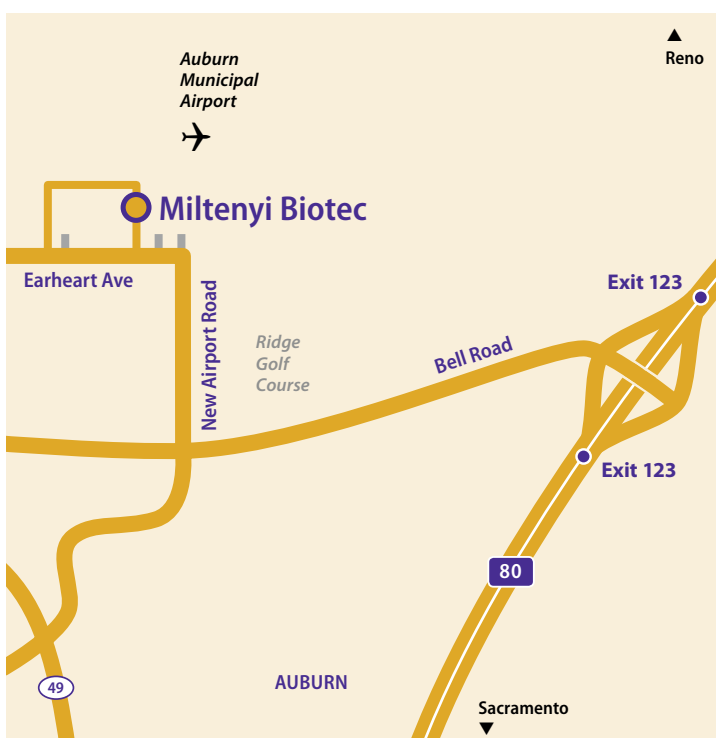 Auburn
Municipal
Airport
Reno
Miltenyi Biotec
Earheart Ave
New Airport Road
Exit 123
Ridge
Golf
Course
Bell Road
Exit 123
80
AUBURN
49
Sacramento